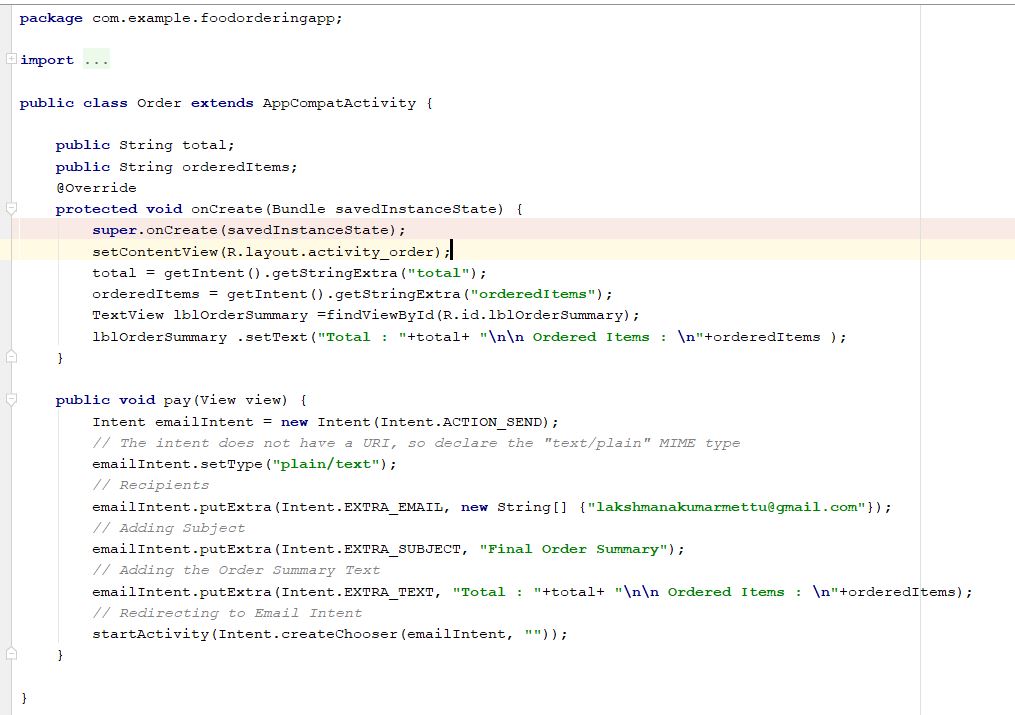 package com.example.foodorderingapp;
import ...
public class Order extends AppCompatActivity {
public String total;
public String orderedItems;
@Override
protected void onCreate(Bundle savedInstanceState) {
super.onCreate(savedInstanceState);
setContentView(R.layout.activity_order);
total = getIntent().getStringExtra("total");
orderedItems = getIntent().getStringExtra("orderedItems");
TextView lblOrderSummary =findViewById(R.id.lblOrderSummary);
lblOrderSummary .setText("Total : "+total+ "\n\n Ordered Items : \n"+orderedItems );
}
public void pay(View view) {
Intent emailIntent = new Intent(Intent.ACTION_SEND);
// The intent does not have a URI, so declare the "text/plain" MIME type
emailIntent.setType("plain/text");
// Recipients
emailIntent.putExtra(Intent.EXTRA_EMAIL, new String[] {"lakshmanakumarmettu@gmail.com"});
// Adding Subject
emailIntent.putExtra(Intent.EXTRA_SUBJECT, "Final Order Summary");
// Adding the Order Summary Text
emailIntent.putExtra(Intent.EXTRA_TEXT, "Total : "+total+ "\n\n Ordered Items : \n"+orderedItems);
// Redirecting to Email Intent
startActivity(Intent.createChooser(emailIntent, ""));
}
}